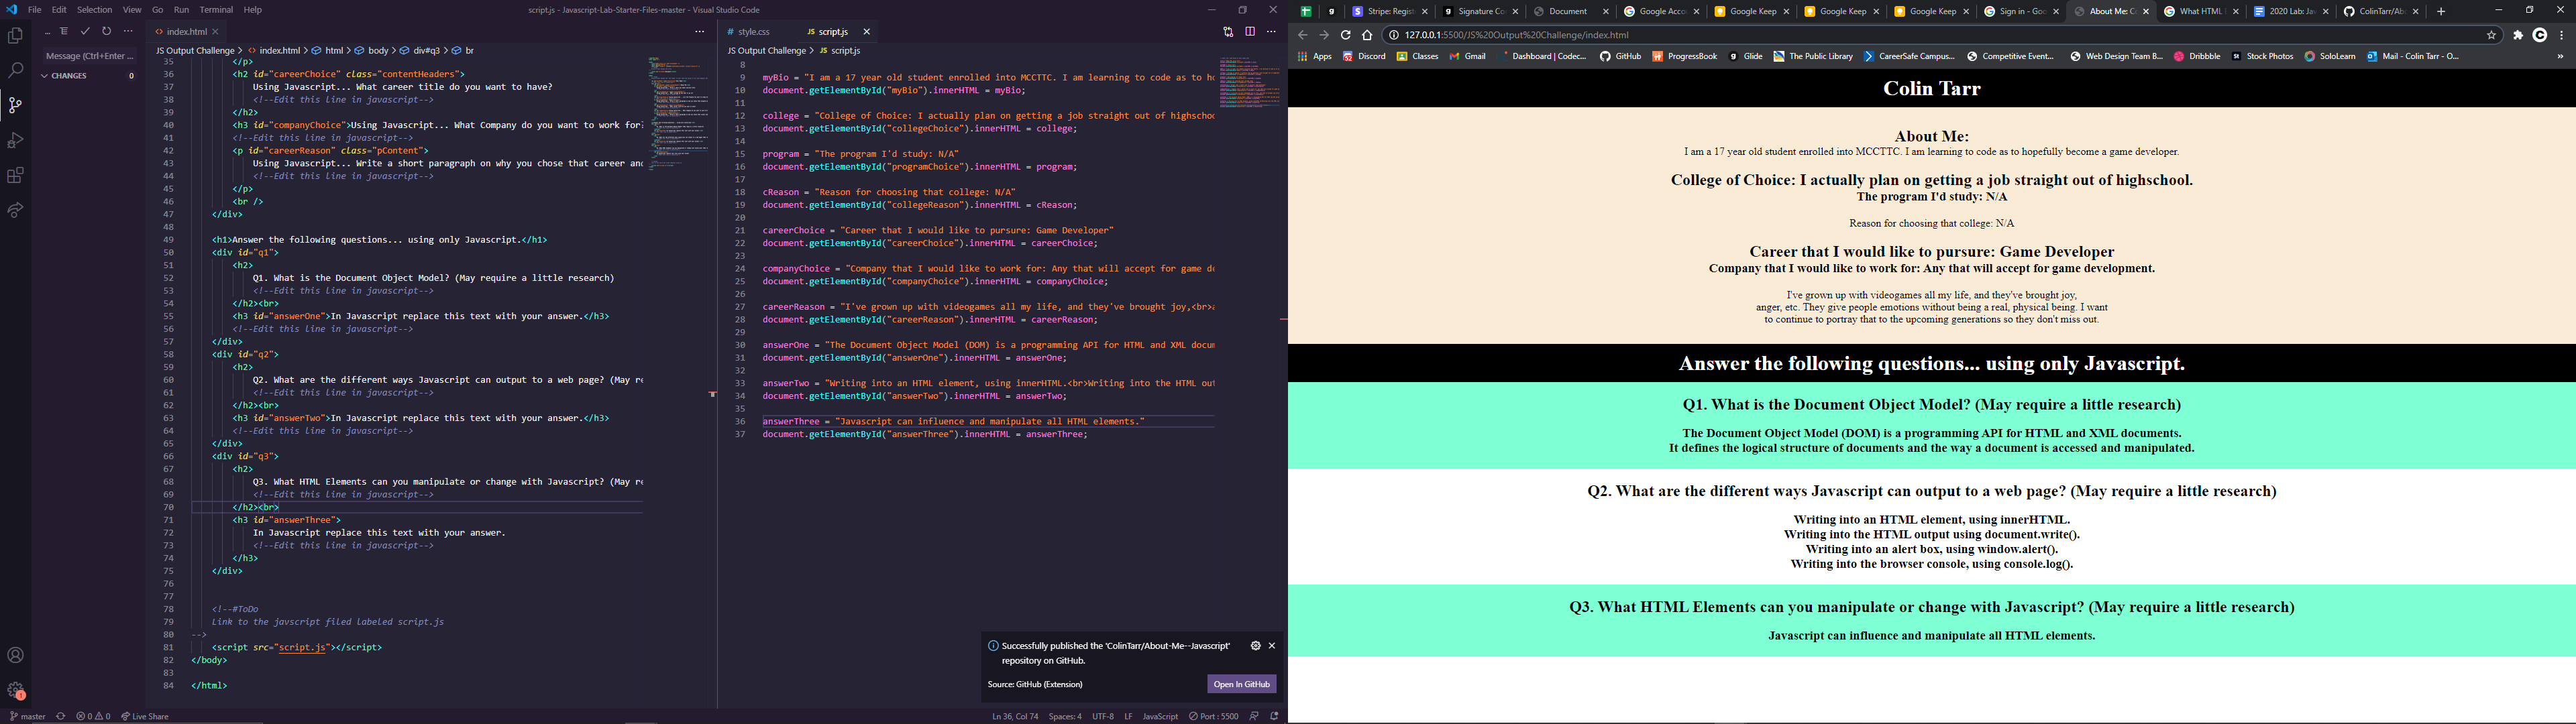 File Edit Selection View Go Run Terminal Help
script.js - Javascript-Lab-Starter-Files-master - Visual Studio Code
Message (Ctrl+Enter ...
CHANGES 0
index.html
JS Output Challenge > index.html > html > body > div#q3 > br
35 </p>
36 <h2 id="careerChoice" class="contentHeaders">
37 Using Javascript... What career title do you want to have?
38 <!--Edit this line in javascript-->
39 </h2>
40 <h3 id="companyChoice">Using Javascript... What Company do you want to work for
41 <!--Edit this line in javascript-->
42 <p id="careerReason" class="pContent">
43 Using Javascript... Write a short paragraph on why you chose that career and
44 <!--Edit this line in javascript-->
45 </p>
46 <br />
47 </div>
48
49 <h1>Answer the following questions... using only Javascript.</h1>
50 <div id="q1">
51 <h2>
52 Q1. What is the Document Object Model? (May require a little research)
53 <!--Edit this line in javascript-->
54 </h2><br>
55 <h3 id="answerOne">In Javascript replace this text with your answer.</h3>
56 <!--Edit this line in javascript-->
57 </div>
58 <div id="q2">
59 <h2>
60 Q2. What are the different ways Javascript can output to a web page? (May re
61 <!--Edit this line in javascript-->
62 </h2><br>
63 <h3 id="answerTwo">In Javascript replace this text with your answer.</h3>
64 <!--Edit this line in javascript-->
65 </div>
66 <div id="q3">
67 <h2>
68 Q3. What HTML Elements can you manipulate or change with Javascript? (May re
69 <!--Edit this line in javascript-->
70 </h2><br>
71 <h3 id="answerThree">
72 In Javascript replace this text with your answer.
73 <!--Edit this line in javascript-->
74 </h3>
75 </div>
76
77
78 <!--#ToDo
79 Link to the javscript filed labeled script.js
80 -->
81 <script src="script.js"></script>
82 </body>
83
84 </html>
style.css
JS script.js
JS Output Challenge > JS script.js
8
9 myBio = "I am a 17 year old student enrolled into MCCTTC. I am learning to code as to ho
10 document.getElementById("myBio").innerHTML = myBio;
11
12 college = "College of Choice: I actually plan on getting a job straight out of highschoo
13 document.getElementById("collegeChoice").innerHTML = college;
14
15 program = "The program I'd study: N/A"
16 document.getElementById("programChoice").innerHTML = program;
17
18 cReason = "Reason for choosing that college: N/A"
19 document.getElementById("collegeReason").innerHTML = cReason;
20
21 careerChoice = "Career that I would like to pursure: Game Developer"
22 document.getElementById("careerChoice").innerHTML = careerChoice;
23
24 companyChoice = "Company that I would like to work for: Any that will accept for game de
25 document.getElementById("companyChoice").innerHTML = companyChoice;
26
27 careerReason = "I've grown up with videogames all my life, and they've brought joy,<br>a
28 document.getElementById("careerReason").innerHTML = careerReason;
29
30 answerOne = "The Document Object Model (DOM) is a programming API for HTML and XML docum
31 document.getElementById("answerOne").innerHTML = answerOne;
32
33 answerTwo = "Writing into an HTML element, using innerHTML.<br>Writing into the HTML out
34 document.getElementById("answerTwo").innerHTML = answerTwo;
35
36 answerThree = "Javascript can influence and manipulate all HTML elements."
37 document.getElementById("answerThree").innerHTML = answerThree;
Successfully published the 'ColinTarr/About-Me--Javascript'
repository on GitHub.
Source: GitHub (Extension)
Open In GitHub
master 0 0 Live Share
Ln 36, Col 74 Spaces: 4 UTF-8 LF JavaScript Port : 5500
Stripe: Regist Signature Co Document Google Acco Google Keep Google Keep Google Keep Sign in - Goo About Me: C What HTML 2020 Lab: Ja ColinTarr/Ab
127.0.0.1:5500/JS%20Output%20Challenge/index.html
Apps Discord Classes Gmail Dashboard | Codec... GitHub ProgressBook Glide The Public Library CareerSafe Campus... Competitive Event... Web Design Team B... Dribbble Stock Photos SoloLearn Mail - Colin Tarr - O... »
Colin Tarr
About Me:
I am a 17 year old student enrolled into MCCTTC. I am learning to code as to hopefully become a game developer.
College of Choice: I actually plan on getting a job straight out of highschool.
The program I'd study: N/A
Reason for choosing that college: N/A
Career that I would like to pursure: Game Developer
Company that I would like to work for: Any that will accept for game development.
I've grown up with videogames all my life, and they've brought joy,
anger, etc. They give people emotions without being a real, physical being. I want
to continue to portray that to the upcoming generations so they don't miss out.
Answer the following questions... using only Javascript.
Q1. What is the Document Object Model? (May require a little research)
The Document Object Model (DOM) is a programming API for HTML and XML documents.
It defines the logical structure of documents and the way a document is accessed and manipulated.
Q2. What are the different ways Javascript can output to a web page? (May require a little research)
Writing into an HTML element, using innerHTML.
Writing into the HTML output using document.write().
Writing into an alert box, using window.alert().
Writing into the browser console, using console.log().
Q3. What HTML Elements can you manipulate or change with Javascript? (May require a little research)
Javascript can influence and manipulate all HTML elements.